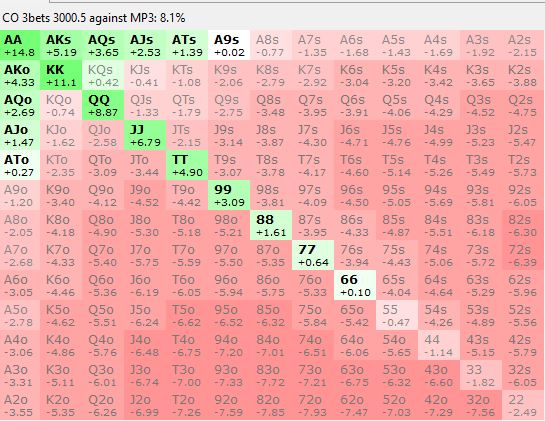 CO 3bets 3000.5 against MP3: 8.1%
AA AKs AQs AJs ATs A9s A8s A7s A6s A5s A4s A3s A2s
+14.8 +5.19 +3.65 +2.53 +1.39 +0.02 -0.77 -1.35 -1.68 -1.43 -1.69 -1.92 -2.15
AKo KK KQs KJs KTs K9s K8s K7s K6s K5s K4s K3s K2s
+4.33 +11.1 +0.42 -0.41 -1.08 -2.06 -2.79 -2.92 -3.04 -3.20 -3.42 -3.65 -3.88
AQo KQo QQ QJs QTs Q9s Q8s Q7s Q6s Q5s Q4s Q3s Q2s
+2.69 -0.74 +8.87 -1.33 -1.79 -2.75 -3.48 -3.95 -3.91 -4.06 -4.29 -4.52 -4.75
AJo KJo QJo JJ JTs J9s J8s J7s J6s J5s J4s J3s J2s
+1.47 -1.62 -2.58 +6.79 -2.15 -3.14 -3.87 -4.30 -4.71 -4.76 -4.99 -5.23 -5.47
ATo KTo QTo JTo TT T9s T8s T7s T6s T5s T4s T3s T2s
+0.27 -2.35 -3.09 -3.44 +4.90 -3.07 -3.78 -4.17 -4.60 -5.14 -5.26 -5.49 -5.73
A9o K9o Q9o J9o T9o 99 98s 97s 96s 95s 94s 93s 92s
-1.20 -3.40 -4.12 -4.52 -4.42 +3.09 -3.81 -4.09 -4.50 -5.05 -5.69 -5.81 -6.05
A8o K8o Q8o J8o T8o 98o 88 87s 86s 85s 84s 83s 82s
-2.05 -4.18 -4.90 -5.30 -5.18 -5.21 +1.61 -3.95 -4.33 -4.87 -5.51 -6.18 -6.30
A7o K7o Q7o J7o T7o 97o 87o 77 76s 75s 74s 73s 72s
-2.68 -4.33 -5.40 -5.75 -5.59 -5.50 -5.35 +0.64 -3.94 -4.43 -5.06 -5.72 -6.39
A6o K6o Q6o J6o T6o 96o 86o 76o 66 65s 64s 63s 62s
-3.05 -4.46 -5.36 -6.19 -6.05 -5.94 -5.75 -5.33 +0.10 -4.04 -4.64 -5.29 -5.96
A5o K5o Q5o J5o T5o 95o 85o 75o 65o 55 54s 53s 52s
-2.78 -4.62 -5.51 -6.24 -6.62 -6.52 -6.32 -5.84 -5.42 -0.47 -4.26 -4.89 -5.56
A4o K4o Q4o J4o T4o 94o 84o 74o 64o 54o 44 43s 42s
-3.06 -4.86 -5.76 -6.48 -6.75 -7.20 -7.01 -6.51 -6.06 -5.65 -1.14 -5.15 -5.79
A3o K3o Q3o J3o T3o 93o 83o 73o 63o 53o 43o 33 32s
-3.31 -5.11 -6.01 -6.74 -7.00 -7.33 -7.72 -7.21 -6.75 -6.32 -6.60 -1.82 -6.05
A2o K2o Q2o J2o T2o 92o 82o 72o 62o 52o 42o 32o 22
-3.55 -5.35 -6.26 -6.99 -7.26 -7.59 -7.85 -7.93 -7.47 -7.03 -7.29 -7.56 -2.49